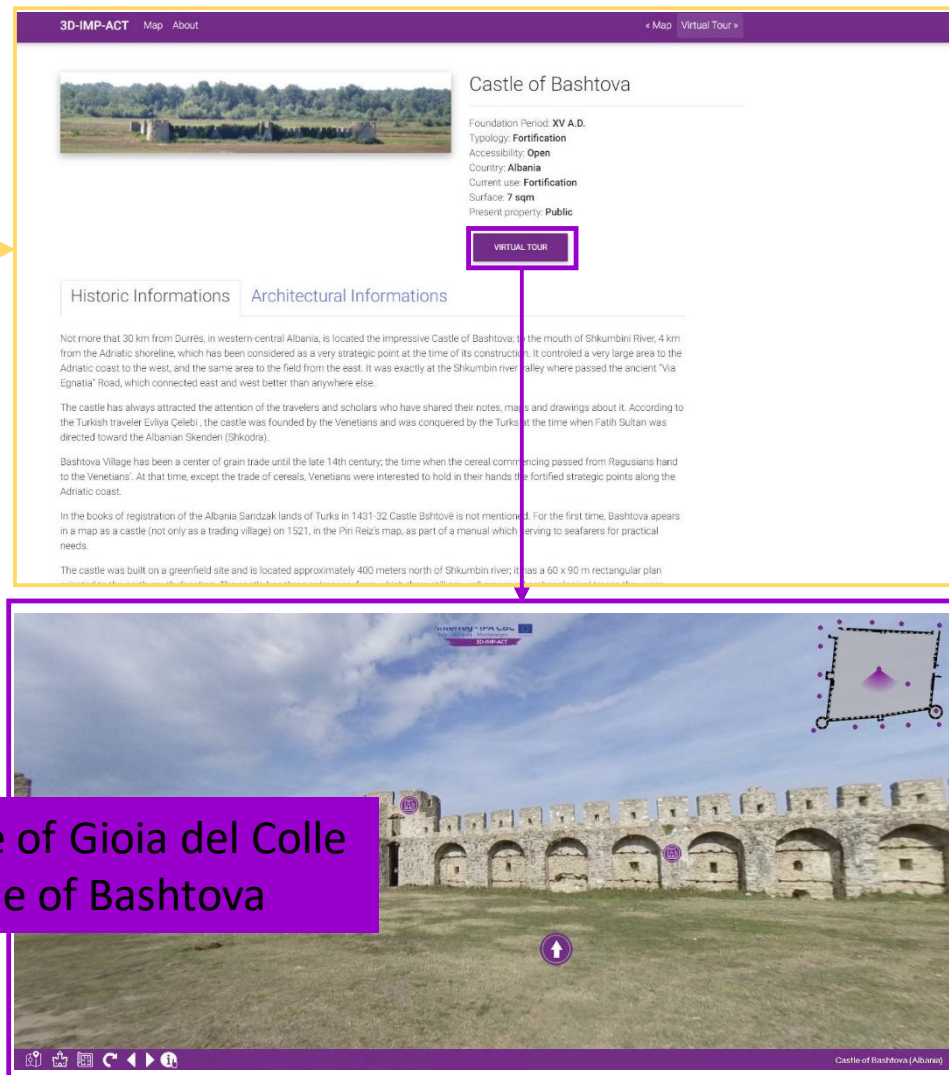 3D-IMP-ACT Map About « Map Virtual Tour »
Castle of Bashtova
Foundation Period: XV A.D.
Typology: Fortification
Accessibility: Open
Country: Albania
Current use: Fortification
Surface: 7 sqm
Present property: Public
VIRTUAL TOUR
Historic Informations Architectural Informations
Not more that 30 km from Durrës, in western-central Albania, is located the impressive Castle of Bashtova; to the mouth of Shkumbini River, 4 km
from the Adriatic shoreline, which has been considered as a very strategic point at the time of its construction. It controled a very large area to the
Adriatic coast to the west, and the same area to the field from the east. It was exactly at the Shkumbin river valley where passed the ancient "Via
Egnatia" Road, which connected east and west better than anywhere else.
The castle has always attracted the attention of the travelers and scholars who have shared their notes, maps and drawings about it. According to
the Turkish traveler Evliya Çelebi , the castle was founded by the Venetians and was conquered by the Turks at the time when Fatih Sultan was
directed toward the Albanian Skenderi (Shkodra).
Bashtova Village has been a center of grain trade until the late 14th century; the time when the cereal commencing passed from Ragusians hand
to the Venetians'. At that time, except the trade of cereals, Venetians were interested to hold in their hands the fortified strategic points along the
Adriatic coast.
In the books of registration of the Albania Sandzak lands of Turks in 1431-32 Castle Bshtovë is not mentioned. For the first time, Bashtova apears
in a map as a castle (not only as a trading village) on 1521, in the Piri Reiz's map, as part of a manual which serving to seafarers for practical
needs.
The castle was built on a greenfield site and is located approximately 400 meters north of Shkumbin river; it has a 60 x 90 m rectangular plan
Interreg - IPA CBC
Italy - Albania - Montenegro
3D-IMP-ACT
e of Gioia del Colle
e of Bashtova
Castle of Bashtova (Albania)